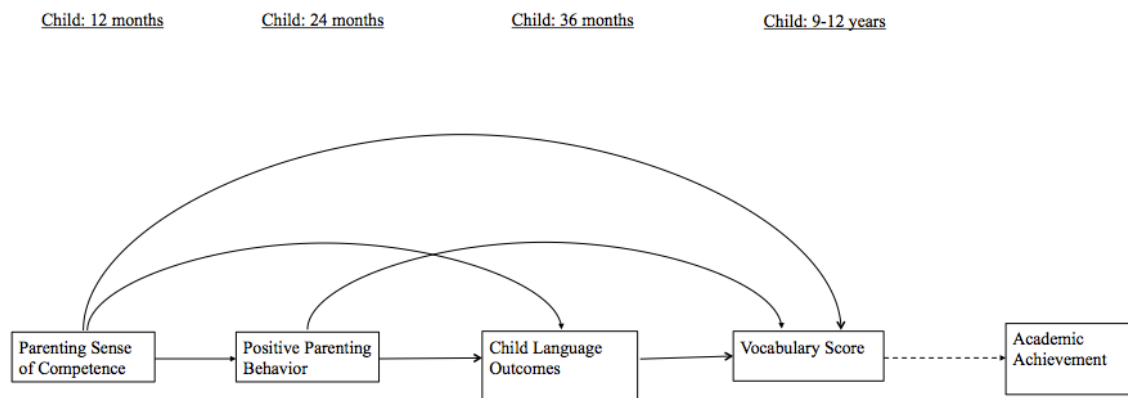 Child: 12 months
Child: 24 months
Child: 36 months
Child: 9-12 years
Parenting Sense
of Competence
Positive Parenting
Behavior
Child Language
Outcomes
Vocabulary Score
Academic
Achievement